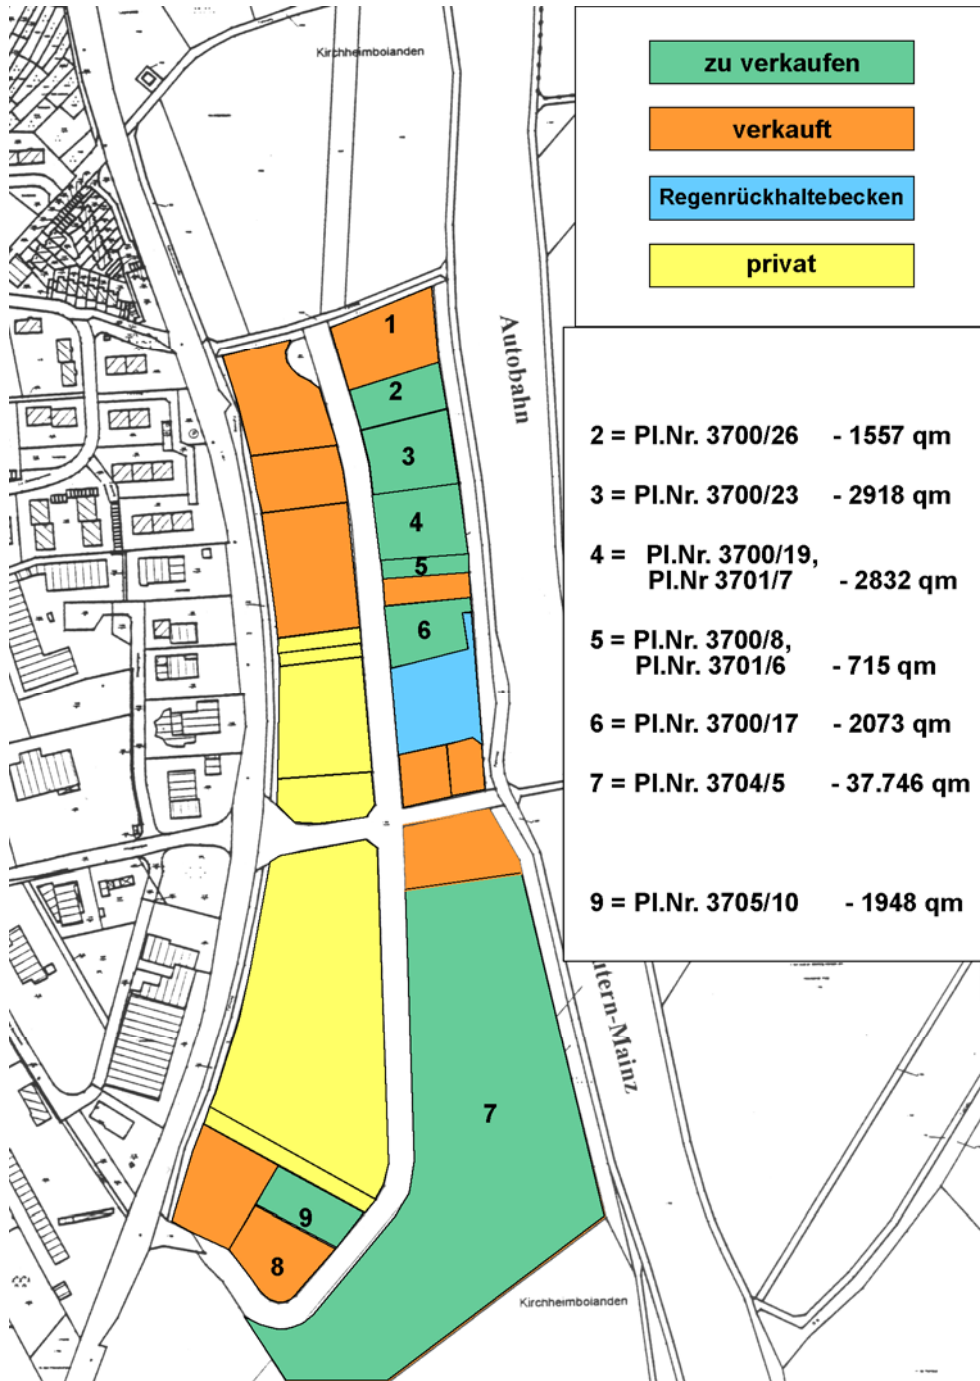 Kirchheimbolanden
zu verkaufen
verkauft
Regenrückhaltebecken
privat
Autobahn
1
2
3
4
5
6
2 = Pl.Nr. 3700/26 - 1557 qm
3 = Pl.Nr. 3700/23 - 2918 qm
4 = Pl.Nr. 3700/19,
Pl.Nr 3701/7 - 2832 qm
5 = Pl.Nr. 3700/8,
Pl.Nr. 3701/6 - 715 qm
6 = Pl.Nr. 3700/17 - 2073 qm
7 = Pl.Nr. 3704/5 - 37.746 qm
9 = Pl.Nr. 3705/10 - 1948 qm
utern-Mainz
7
9
8
Kirchheimbolanden